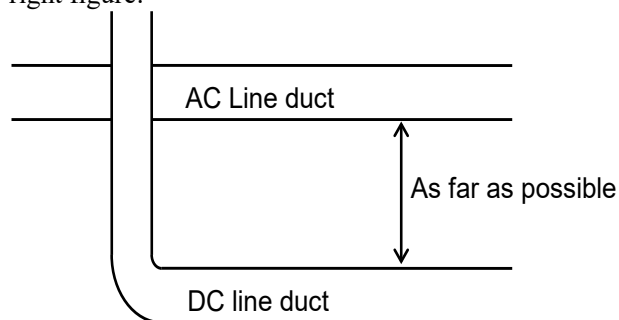 right figure.
AC Line duct
As far as possible
DC line duct